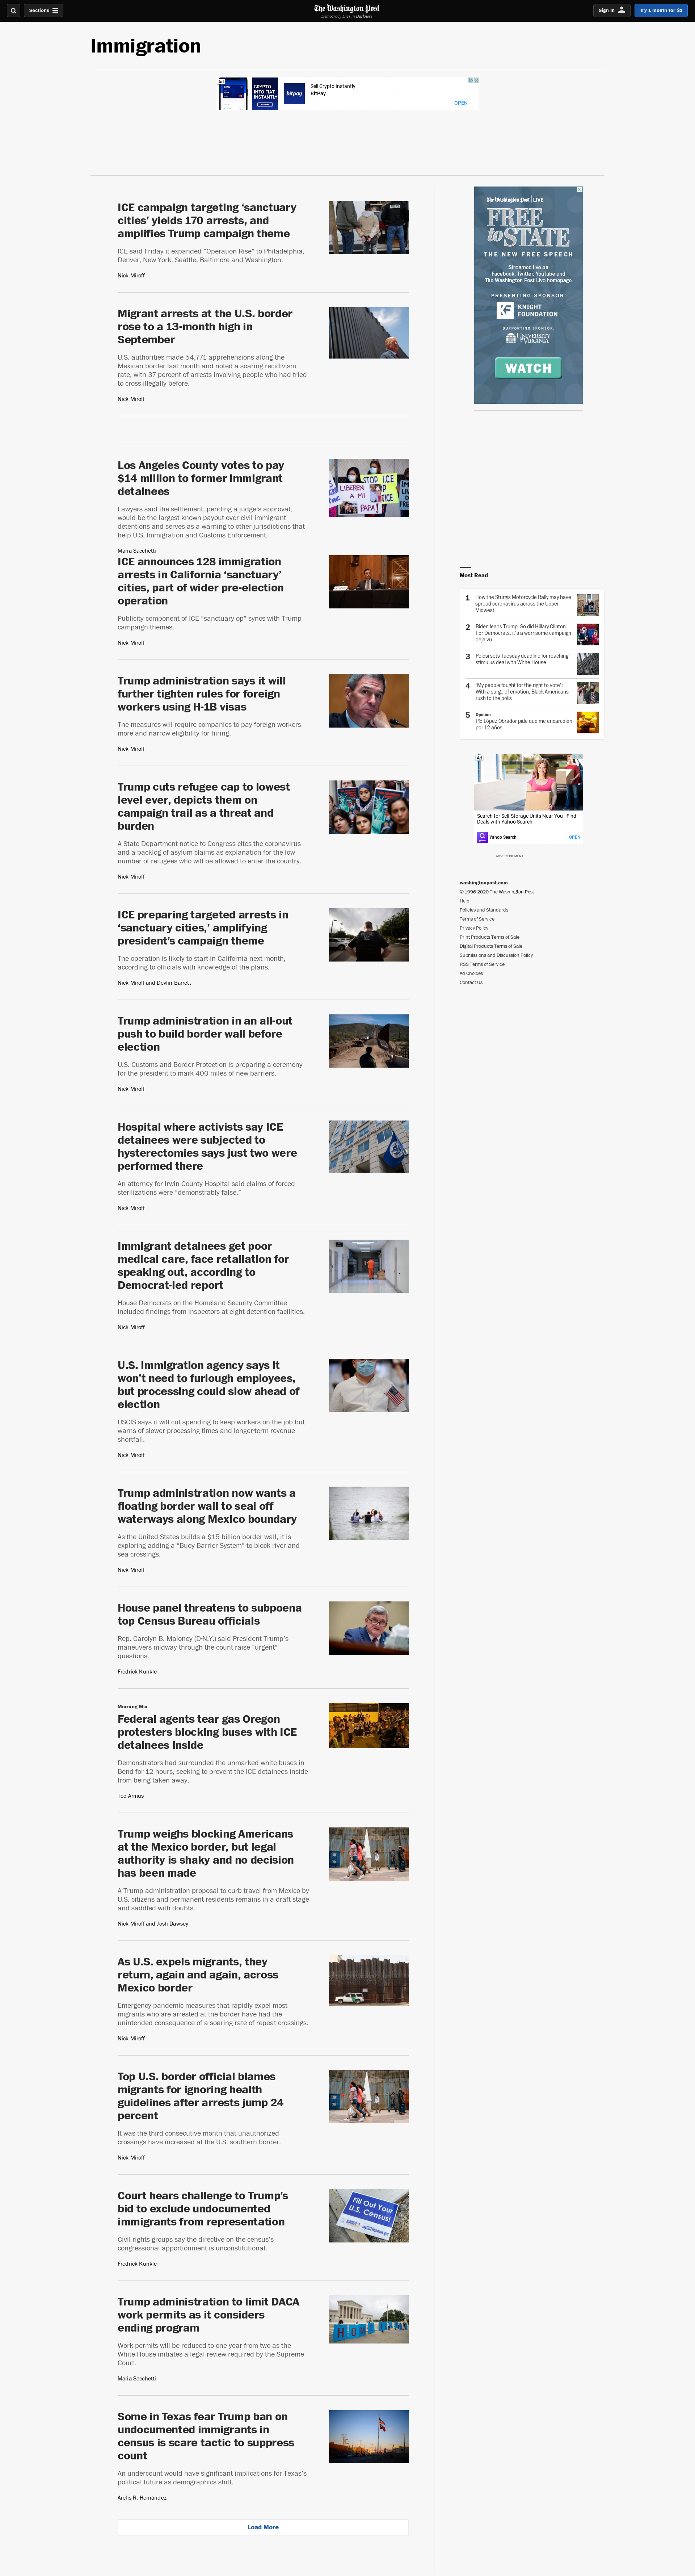 Sections
The Washington Post
Democracy Dies in Darkness
Sign In
Try 1 month for $1
Immigration
Ad
CRYPTO
INTO FIAT
INSTANTLY
bitpay
Sell Crypto Instantly
BitPay
OPEN
ICE campaign targeting ‘sanctuary
cities’ yields 170 arrests, and
amplifies Trump campaign theme
ICE said Friday it expanded “Operation Rise” to Philadelphia,
Denver, New York, Seattle, Baltimore and Washington.
Nick Miroff
Migrant arrests at the U.S. border
rose to a 13-month high in
September
U.S. authorities made 54,771 apprehensions along the
Mexican border last month and noted a soaring recidivism
rate, with 37 percent of arrests involving people who had tried
to cross illegally before.
Nick Miroff
Los Angeles County votes to pay
$14 million to former immigrant
detainees
Lawyers said the settlement, pending a judge’s approval,
would be the largest known payout over civil immigrant
detentions and serves as a warning to other jurisdictions that
help U.S. Immigration and Customs Enforcement.
Maria Sacchetti
LIBEREN
A MI
PAPA!
STOP ICE
ICE announces 128 immigration
arrests in California ‘sanctuary’
cities, part of wider pre-election
operation
Publicity component of ICE “sanctuary op” syncs with Trump
campaign themes.
Nick Miroff
Trump administration says it will
further tighten rules for foreign
workers using H-1B visas
The measures will require companies to pay foreign workers
more and narrow eligibility for hiring.
Nick Miroff
Trump cuts refugee cap to lowest
level ever, depicts them on
campaign trail as a threat and
burden
A State Department notice to Congress cites the coronavirus
and a backlog of asylum claims as explanation for the low
number of refugees who will be allowed to enter the country.
Nick Miroff
ICE preparing targeted arrests in
‘sanctuary cities,’ amplifying
president’s campaign theme
The operation is likely to start in California next month,
according to officials with knowledge of the plans.
Nick Miroff and Devlin Barrett
Trump administration in an all-out
push to build border wall before
election
U.S. Customs and Border Protection is preparing a ceremony
for the president to mark 400 miles of new barriers.
Nick Miroff
Hospital where activists say ICE
detainees were subjected to
hysterectomies says just two were
performed there
An attorney for Irwin County Hospital said claims of forced
sterilizations were “demonstrably false.”
Nick Miroff
Immigrant detainees get poor
medical care, face retaliation for
speaking out, according to
Democrat-led report
House Democrats on the Homeland Security Committee
included findings from inspectors at eight detention facilities.
Nick Miroff
U.S. immigration agency says it
won’t need to furlough employees,
but processing could slow ahead of
election
USCIS says it will cut spending to keep workers on the job but
warns of slower processing times and longer-term revenue
shortfall.
Nick Miroff
Trump administration now wants a
floating border wall to seal off
waterways along Mexico boundary
As the United States builds a $15 billion border wall, it is
exploring adding a “Buoy Barrier System” to block river and
sea crossings.
Nick Miroff
House panel threatens to subpoena
top Census Bureau officials
Rep. Carolyn B. Maloney (D-N.Y.) said President Trump’s
maneuvers midway through the count raise “urgent”
questions.
Fredrick Kunkle
Morning Mix
Federal agents tear gas Oregon
protesters blocking buses with ICE
detainees inside
Demonstrators had surrounded the unmarked white buses in
Bend for 12 hours, seeking to prevent the ICE detainees inside
from being taken away.
Teo Armus
Trump weighs blocking Americans
at the Mexico border, but legal
authority is shaky and no decision
has been made
A Trump administration proposal to curb travel from Mexico by
U.S. citizens and permanent residents remains in a draft stage
and saddled with doubts.
Nick Miroff and Josh Dawsey
As U.S. expels migrants, they
return, again and again, across
Mexico border
Emergency pandemic measures that rapidly expel most
migrants who are arrested at the border have had the
unintended consequence of a soaring rate of repeat crossings.
Nick Miroff
Top U.S. border official blames
migrants for ignoring health
guidelines after arrests jump 24
percent
It was the third consecutive month that unauthorized
crossings have increased at the U.S. southern border.
Nick Miroff
Court hears challenge to Trump’s
bid to exclude undocumented
immigrants from representation
Civil rights groups say the directive on the census’s
congressional apportionment is unconstitutional.
Fredrick Kunkle
Fill Out Your
U.S. Census!
Trump administration to limit DACA
work permits as it considers
ending program
Work permits will be reduced to one year from two as the
White House initiates a legal review required by the Supreme
Court.
Maria Sacchetti
Some in Texas fear Trump ban on
undocumented immigrants in
census is scare tactic to suppress
count
An undercount would have significant implications for Texas’s
political future as demographics shift.
Arelis R. Hernández
Load More
The Washington Post LIVE
FREE
to STATE
THE NEW FREE SPEECH
Streamed live on
Facebook, Twitter, YouTube and
The Washington Post Live homepage
PRESENTING SPONSOR:
KNIGHT
FOUNDATION
SUPPORTING SPONSOR:
UNIVERSITY
of VIRGINIA
WATCH
Most Read
1
How the Sturgis Motorcycle Rally may have
spread coronavirus across the Upper
Midwest
2
Biden leads Trump. So did Hillary Clinton.
For Democrats, it’s a worrisome campaign
deja vu
3
Pelosi sets Tuesday deadline for reaching
stimulus deal with White House
4
‘My people fought for the right to vote’:
With a surge of emotion, Black Americans
rush to the polls
5
Opinion
Pío López Obrador pide que me encarcelen
por 12 años
Ad
Search for Self Storage Units Near You - Find
Deals with Yahoo Search
Yahoo Search
OPEN
ADVERTISEMENT
washingtonpost.com
© 1996-2020 The Washington Post
Help
Policies and Standards
Terms of Service
Privacy Policy
Print Products Terms of Sale
Digital Products Terms of Sale
Submissions and Discussion Policy
RSS Terms of Service
Ad Choices
Contact Us